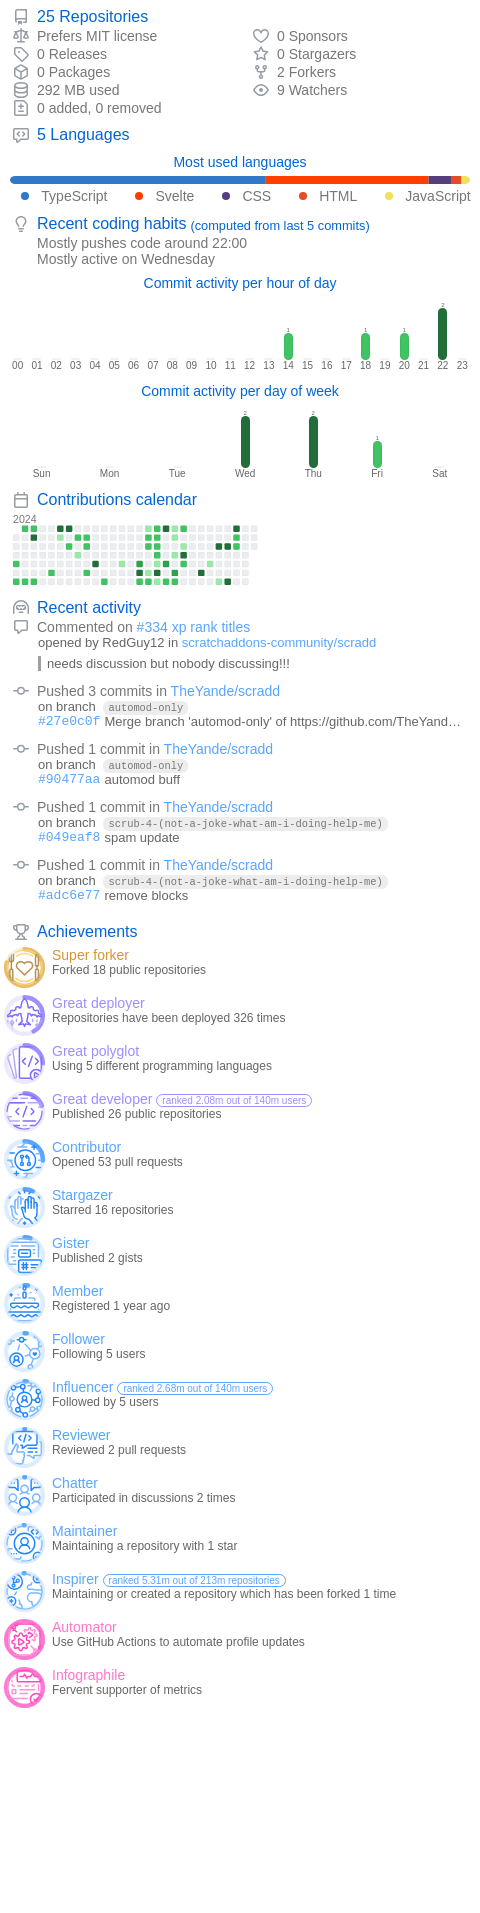 25 Repositories
Prefers MIT license
0 Sponsors
0 Releases
0 Stargazers
0 Packages
2 Forkers
292 MB used
9 Watchers
0 added, 0 removed
5 Languages
Most used languages
TypeScript Svelte CSS HTML JavaScript
Recent coding habits (computed from last 5 commits)
Mostly pushes code around 22:00
Mostly active on Wednesday
Commit activity per hour of day
1 1 1 2
00 01 02 03 04 05 06 07 08 09 10 11 12 13 14 15 16 17 18 19 20 21 22 23
Commit activity per day of week
2 2 1
Sun Mon Tue Wed Thu Fri Sat
Contributions calendar
2024
Recent activity
Commented on #334 xp rank titles
opened by RedGuy12 in scratchaddons-community/scradd
needs discussion but nobody discussing!!!
Pushed 3 commits in TheYande/scradd
on branch automod-only
#27e0c0f Merge branch 'automod-only' of https://github.com/TheYand…
Pushed 1 commit in TheYande/scradd
on branch automod-only
#90477aa automod buff
Pushed 1 commit in TheYande/scradd
on branch scrub-4-(not-a-joke-what-am-i-doing-help-me)
#049eaf8 spam update
Pushed 1 commit in TheYande/scradd
on branch scrub-4-(not-a-joke-what-am-i-doing-help-me)
#adc6e77 remove blocks
Achievements
Super forker
Forked 18 public repositories
Great deployer
Repositories have been deployed 326 times
Great polyglot
Using 5 different programming languages
Great developer ranked 2.08m out of 140m users
Published 26 public repositories
Contributor
Opened 53 pull requests
Stargazer
Starred 16 repositories
Gister
Published 2 gists
Member
Registered 1 year ago
Follower
Following 5 users
Influencer ranked 2.68m out of 140m users
Followed by 5 users
Reviewer
Reviewed 2 pull requests
Chatter
Participated in discussions 2 times
Maintainer
Maintaining a repository with 1 star
Inspirer ranked 5.31m out of 213m repositories
Maintaining or created a repository which has been forked 1 time
Automator
Use GitHub Actions to automate profile updates
Infographile
Fervent supporter of metrics